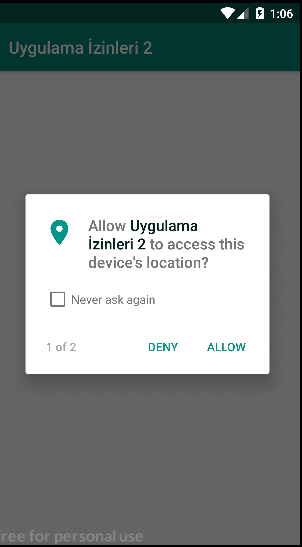 1:06
Uygulama İzinleri 2
Allow Uygulama
İzinleri 2 to access this
device's location?
Never ask again
1 of 2 DENY ALLOW
free for personal use